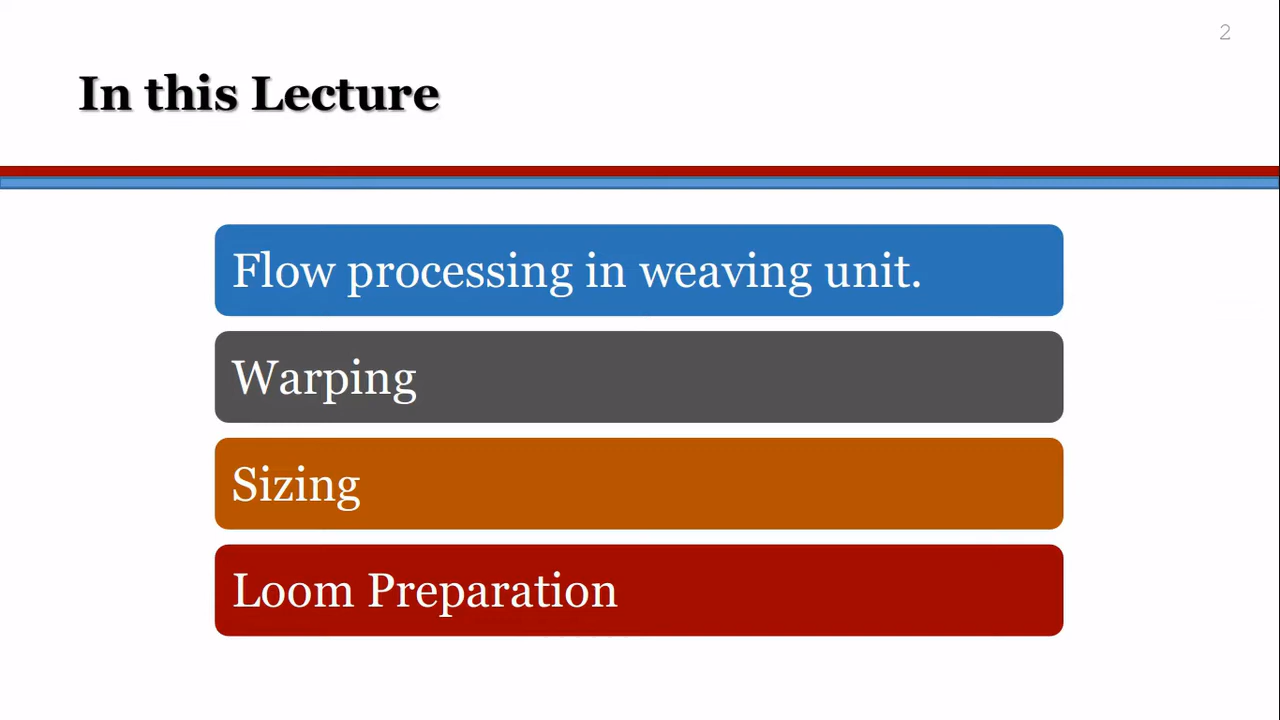 2
In this Lecture
Flow processing in weaving unit.
Warping
Sizing
Loom Preparation